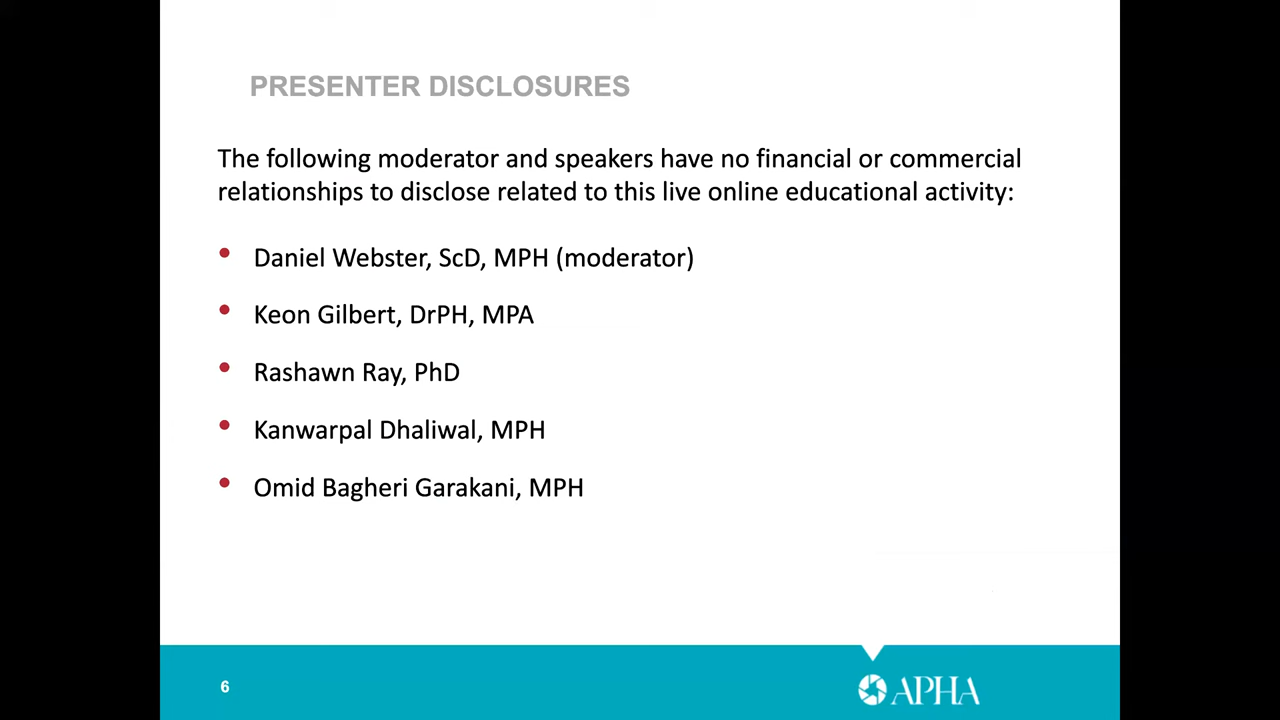 PRESENTER DISCLOSURES
The following moderator and speakers have no financial or commercial
relationships to disclose related to this live online educational activity:
• Daniel Webster, ScD, MPH (moderator)
• Keon Gilbert, DrPH, MPA
• Rashawn Ray, PhD
• Kanwarpal Dhaliwal, MPH
• Omid Bagheri Garakani, MPH
6
APHA